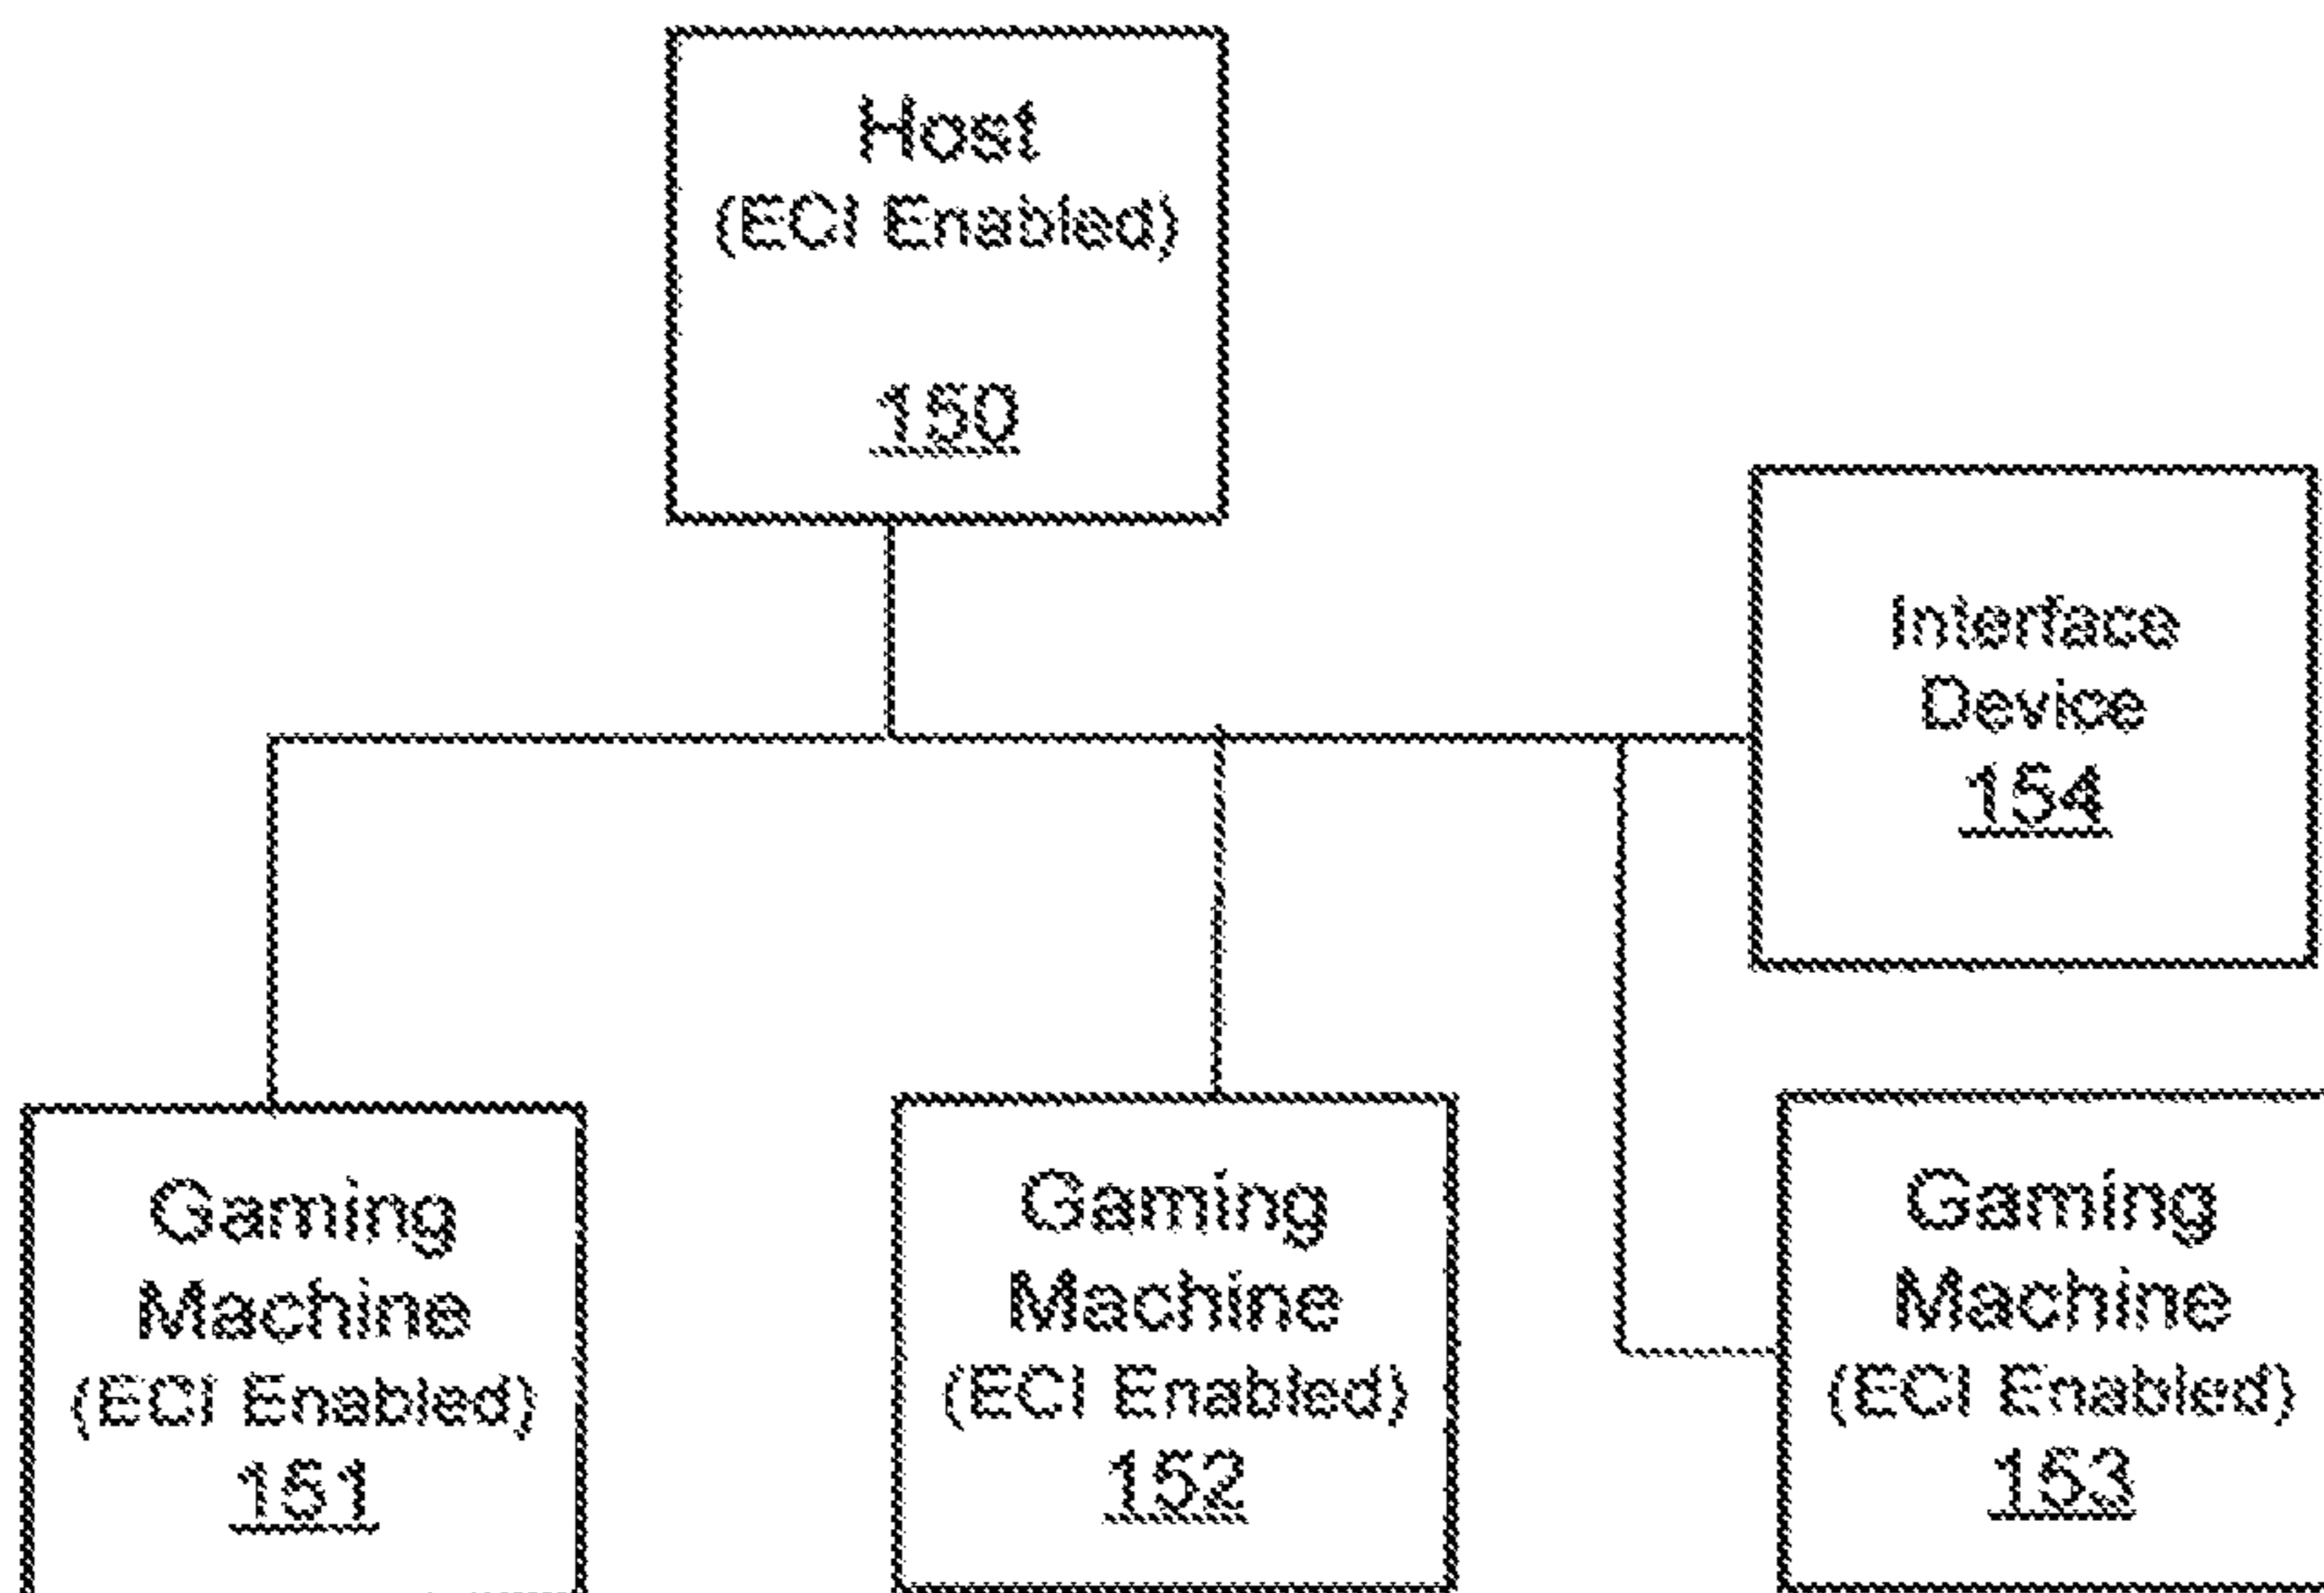 Host
(ECI Enabled)
150
Interface
Device
154
Gaming
Machine
(ECI Enabled)
151
Gaming
Machine
(ECI Enabled)
152
Gaming
Machine
(ECI Enabled)
153